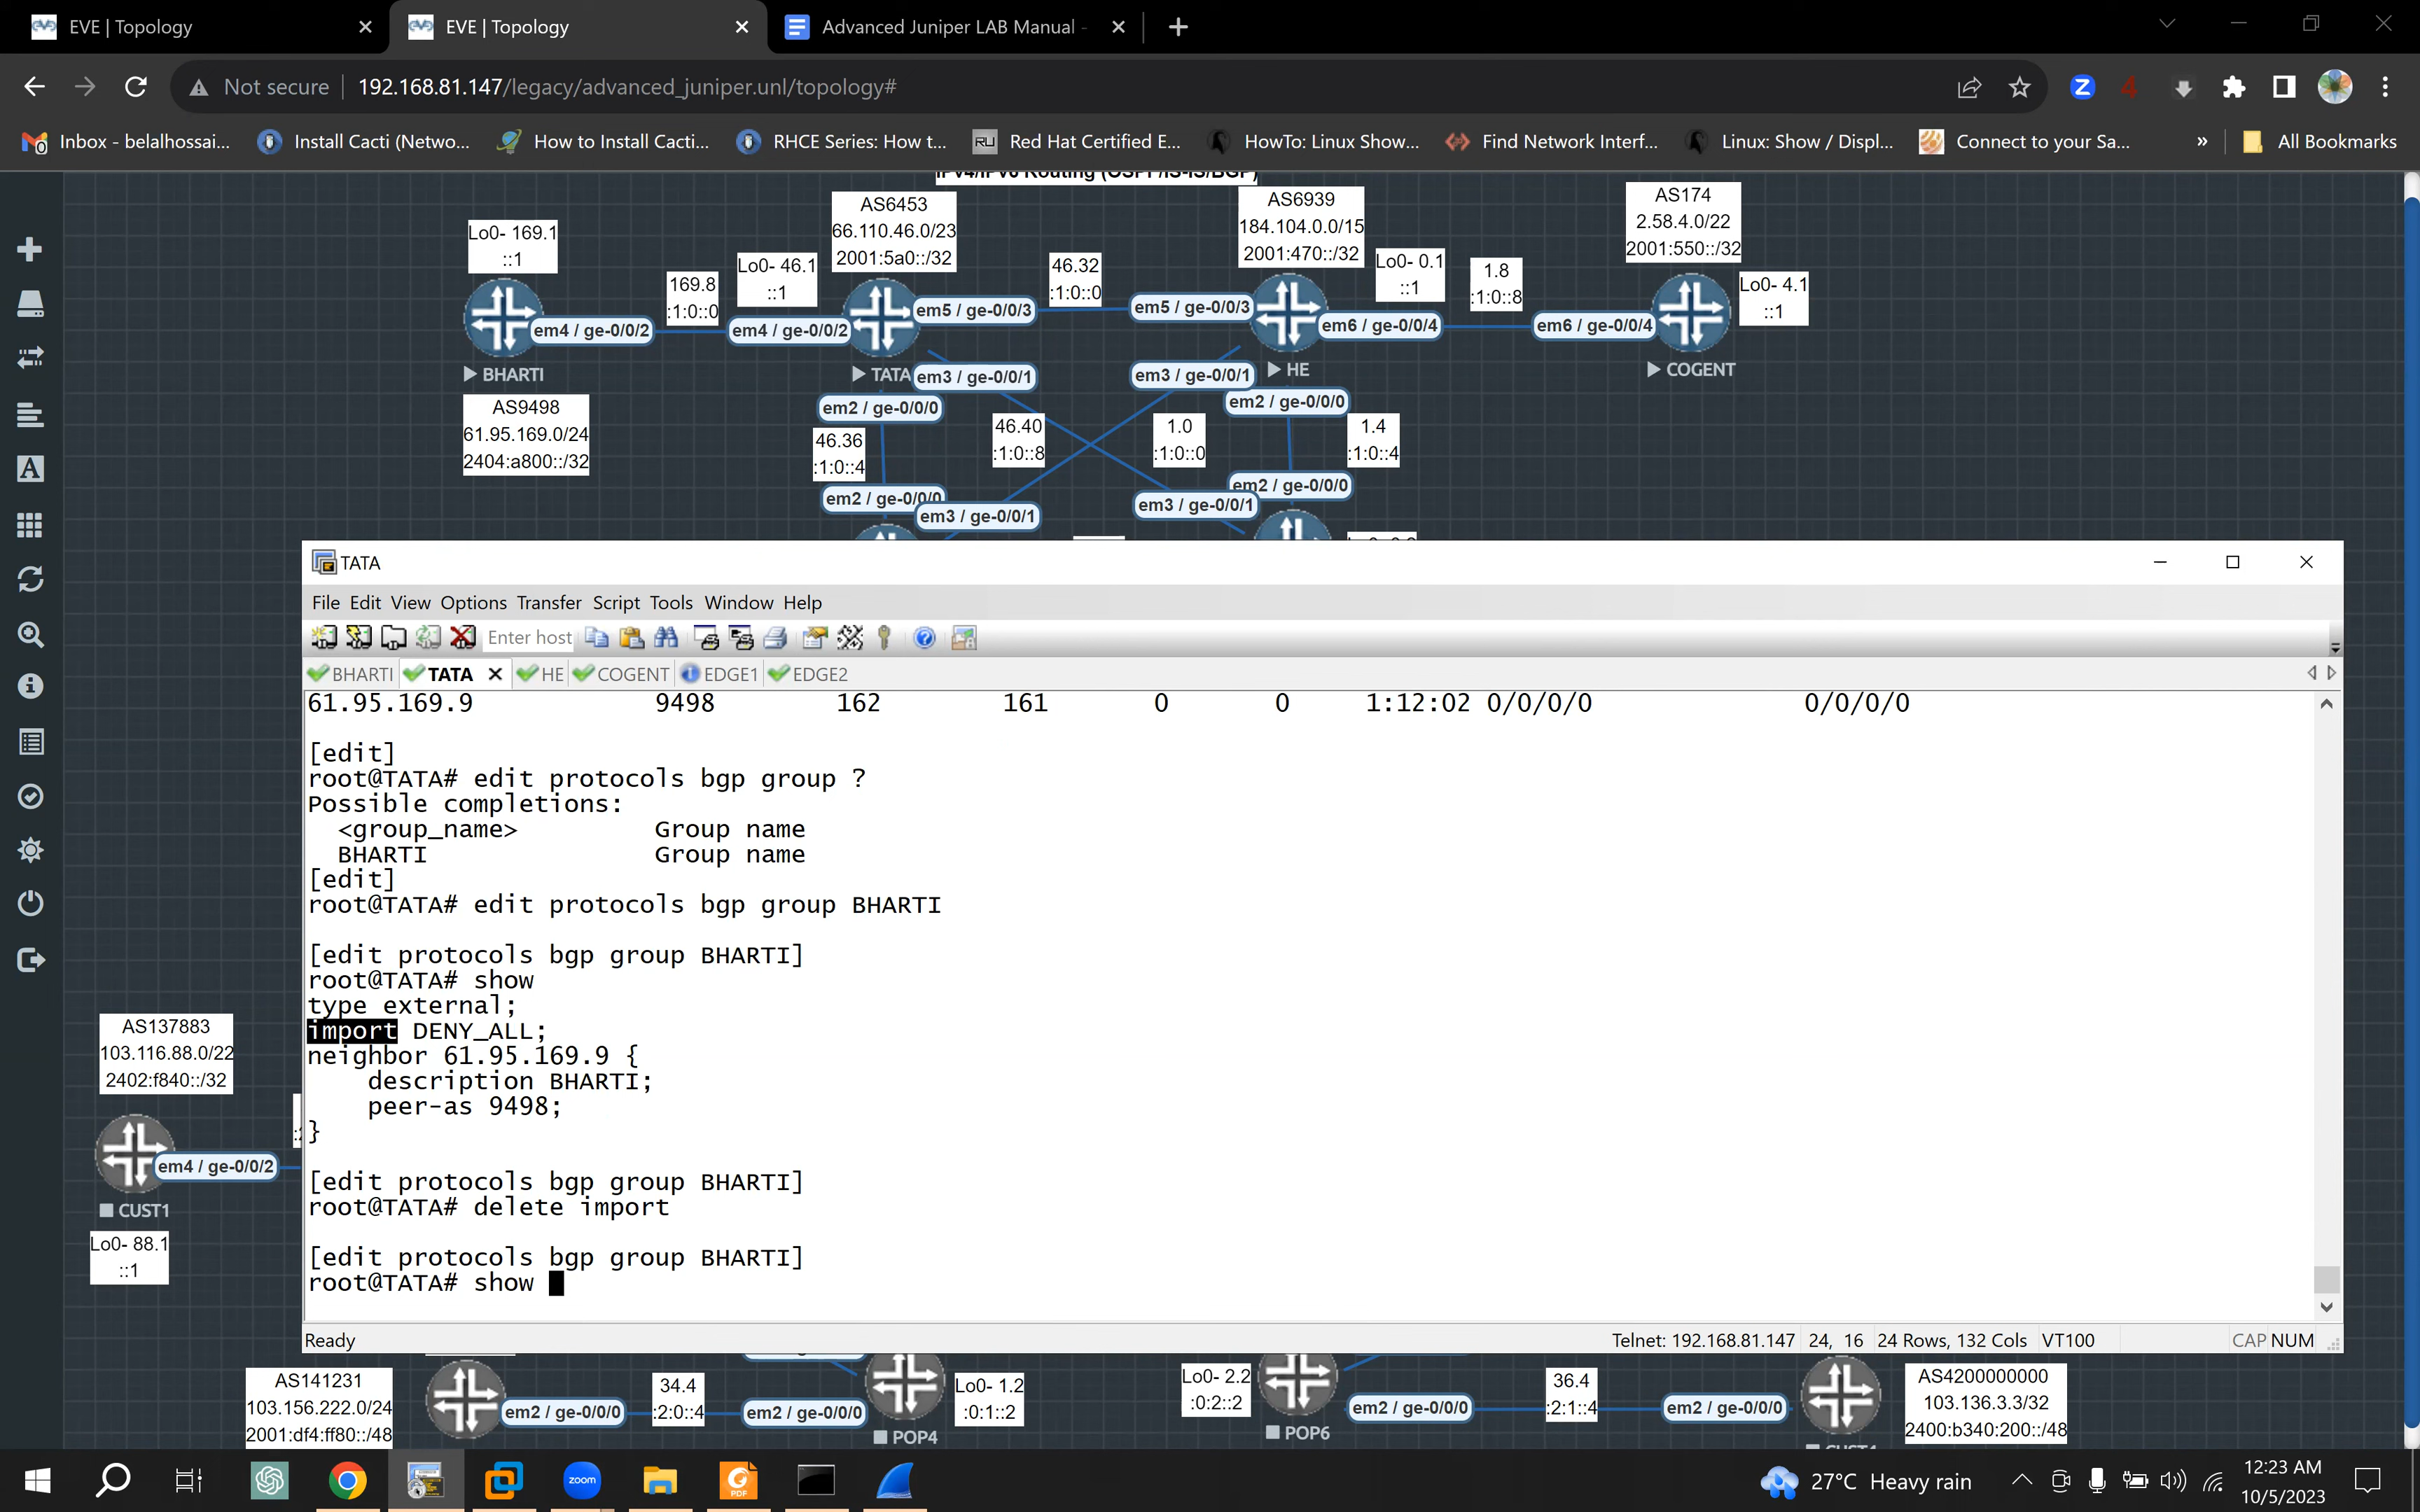 EVE | Topology
EVE | Topology
Advanced Juniper LAB Manual -
Not secure
192.168.81.147/legacy/advanced_juniper.unl/topology#
Inbox - belalhossai...
Install Cacti (Netwo...
How to Install Cacti...
RHCE Series: How t...
Red Hat Certified E...
HowTo: Linux Show...
Find Network Interf...
Linux: Show / Displ...
Connect to your Sa...
»
All Bookmarks
IPv4/IPv6 Routing (OSPF/IS-IS/BGP)
Lo0- 169.1
::1
AS6453
66.110.46.0/23
2001:5a0::/32
AS6939
184.104.0.0/15
2001:470::/32
AS174
2.58.4.0/22
2001:550::/32
169.8
:1:0::0
Lo0- 46.1
::1
46.32
:1:0::0
Lo0- 0.1
::1
1.8
:1:0::8
Lo0- 4.1
::1
em4 / ge-0/0/2
em4 / ge-0/0/2
em5 / ge-0/0/3
em5 / ge-0/0/3
em6 / ge-0/0/4
em6 / ge-0/0/4
BHARTI
TATA
em3 / ge-0/0/1
em3 / ge-0/0/1
HE
COGENT
AS9498
61.95.169.0/24
2404:a800::/32
em2 / ge-0/0/0
em2 / ge-0/0/0
46.36
:1:0::4
46.40
:1:0::8
1.0
:1:0::0
1.4
:1:0::4
em2 / ge-0/0/0
em3 / ge-0/0/1
em3 / ge-0/0/1
em2 / ge-0/0/0
TATA
File Edit View Options Transfer Script Tools Window Help
Enter host
BHARTI
TATA
HE
COGENT
EDGE1
EDGE2
61.95.169.9 9498 162 161 0 0 1:12:02 0/0/0/0 0/0/0/0
[edit]
root@TATA# edit protocols bgp group ?
Possible completions:
<group_name> Group name
BHARTI Group name
[edit]
root@TATA# edit protocols bgp group BHARTI
[edit protocols bgp group BHARTI]
root@TATA# show
type external;
import DENY_ALL;
neighbor 61.95.169.9 {
description BHARTI;
peer-as 9498;
}
[edit protocols bgp group BHARTI]
root@TATA# delete import
[edit protocols bgp group BHARTI]
root@TATA# show
Ready
Telnet: 192.168.81.147
24, 16
24 Rows, 132 Cols
VT100
CAP NUM
AS137883
103.116.88.0/22
2402:f840::/32
em4 / ge-0/0/2
CUST1
Lo0- 88.1
::1
AS141231
103.156.222.0/24
2001:df4:ff80::/48
em2 / ge-0/0/0
34.4
:2:0::4
em2 / ge-0/0/0
Lo0- 1.2
:0:1::2
POP4
Lo0- 2.2
:0:2::2
POP6
em2 / ge-0/0/0
36.4
:2:1::4
em2 / ge-0/0/0
AS4200000000
103.136.3.3/32
2400:b340:200::/48
zoom
PDF
27°C Heavy rain
12:23 AM
10/5/2023